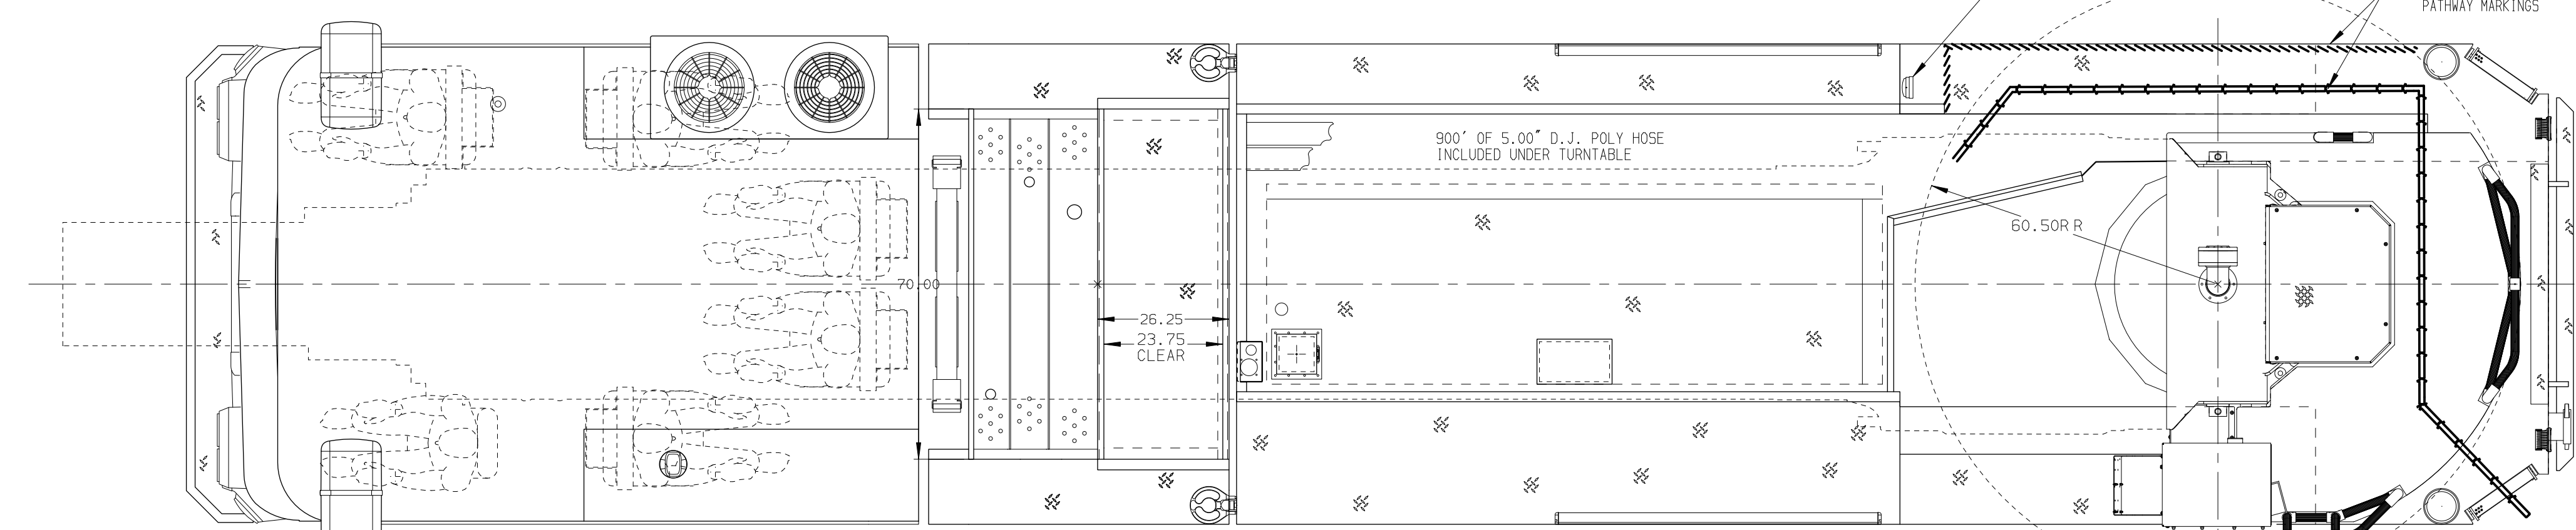 PATHWAY MARKINGS
900' OF 5.00" D.J. POLY HOSE
INCLUDED UNDER TURNTABLE
60.50R R
70.00
26.25
23.75
CLEAR